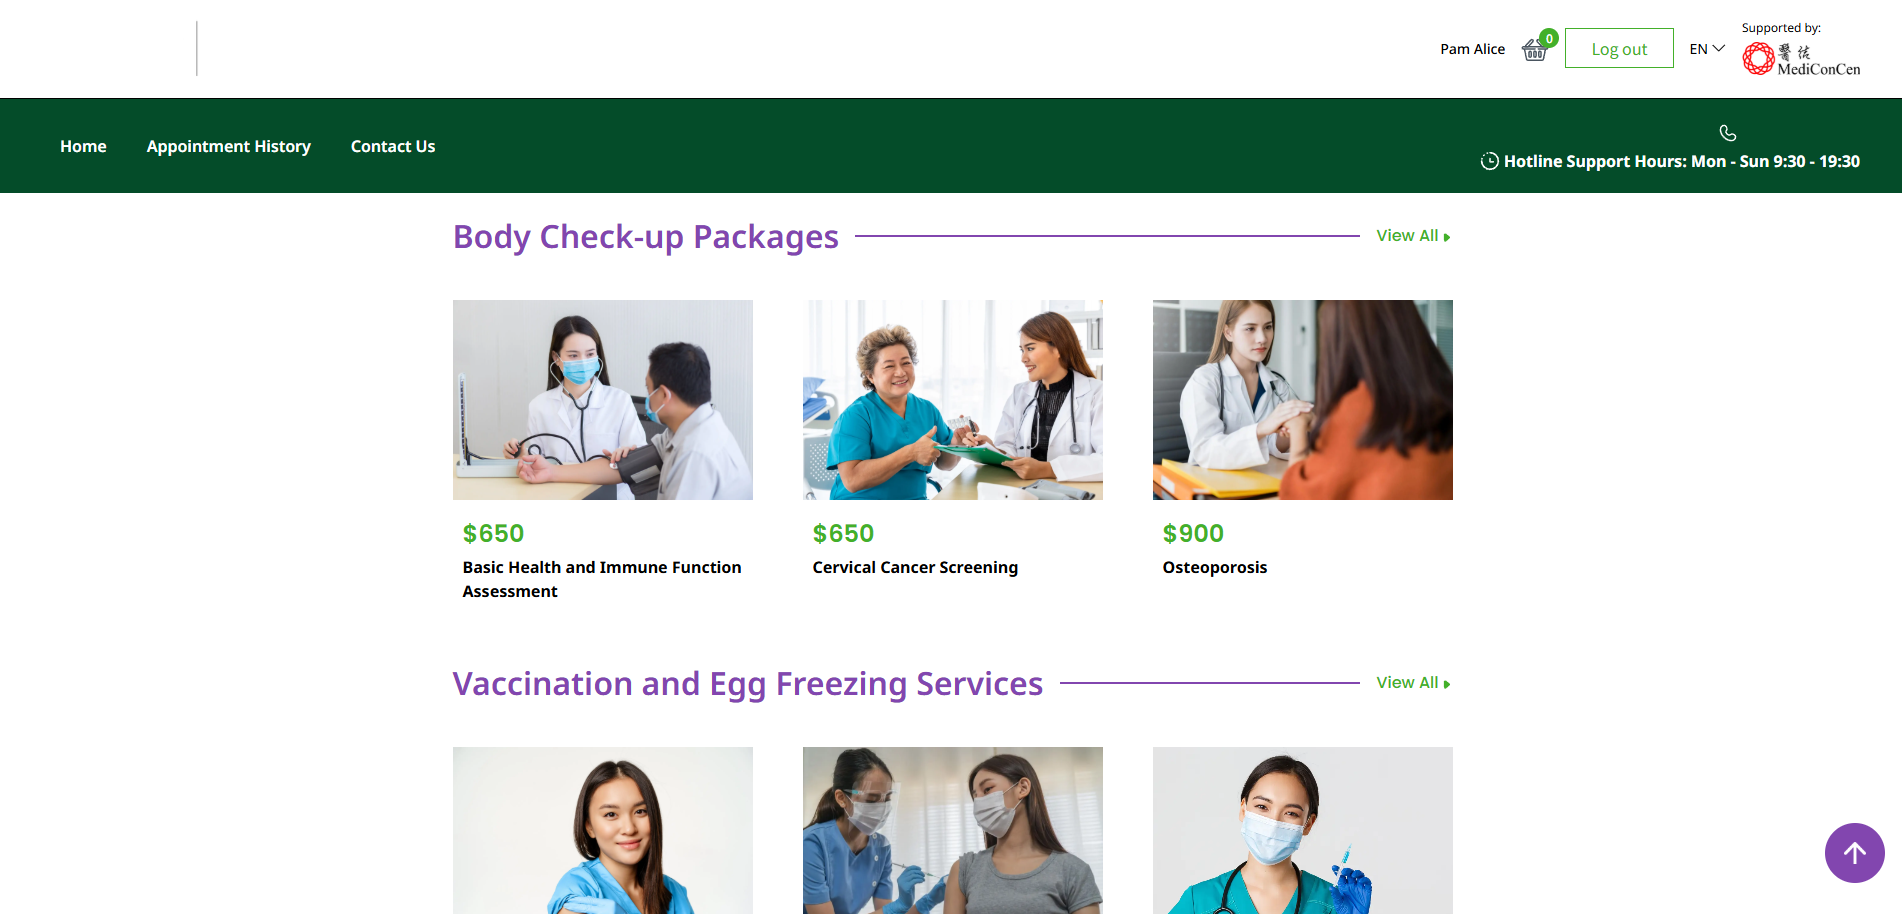 Pam Alice
0
Log out
EN
Supported by:
醫結
MediConCen
Home
Appointment History
Contact Us
Hotline Support Hours: Mon - Sun 9:30 - 19:30
Body Check-up Packages
View All
$650
Basic Health and Immune Function
Assessment
$650
Cervical Cancer Screening
$900
Osteoporosis
Vaccination and Egg Freezing Services
View All